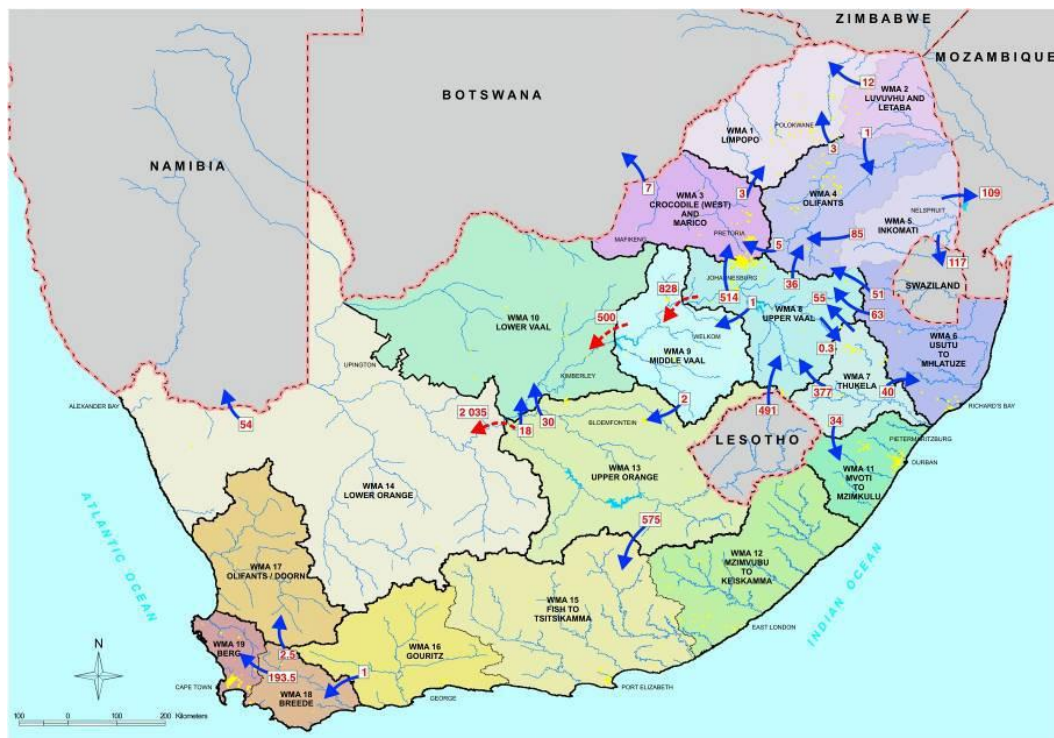 ZIMBABWE
MOZAMBIQUE
BOTSWANA
NAMIBIA
12
WMA 2
LUVUVHU AND
LETABA
POLOKWANE
WMA 1
LIMPOPO
1
3
7
3
WMA 3
CROCODILE (WEST)
AND
MARICO
WMA 4
OLIFANTS
109
NELSPRUIT
WMA 5
INKOMATI
85
PRETORIA
MAFIKENG
5
117
JOHANNESBURG
36
SWAZILAND
828
514
1
55
51
63
500
WMA 8
UPPER VAAL
WMA 10
LOWER VAAL
WELKOM
WMA 6
USUTU
TO
MHLATUZE
0.3
WMA 9
MIDDLE VAAL
UPINGTON
KIMBERLEY
WMA 7
THUKELA
377
40
ALEXANDER BAY
54
2 035
18
30
2
491
RICHARD'S BAY
BLOEMFONTEIN
34
LESOTHO
PIETERMARITZBURG
DURBAN
WMA 14
LOWER ORANGE
WMA 13
UPPER ORANGE
WMA 11
MVOTI
TO
MZIMKULU
ATLANTIC OCEAN
575
WMA 12
MZIMVUBU
TO
KEISKAMMA
INDIAN OCEAN
WMA 17
OLIFANTS / DOORN
WMA 15
FISH TO
TSITSIKAMMA
EAST LONDON
WMA 19
BERG
2.5
WMA 16
GOURITZ
N
193.5
1
CAPE TOWN
WMA 18
BREEDE
GEORGE
PORT ELIZABETH
100 0 100 200 Kilometers